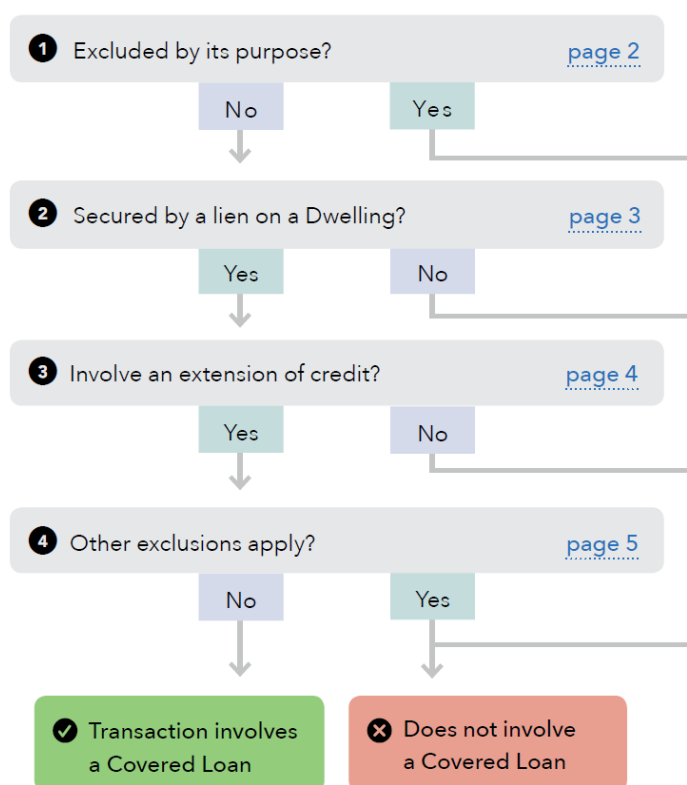 1 Excluded by its purpose? page 2
No Yes
2 Secured by a lien on a Dwelling? page 3
Yes No
3 Involve an extension of credit? page 4
Yes No
4 Other exclusions apply? page 5
No Yes
Transaction involves
a Covered Loan
Does not involve
a Covered Loan